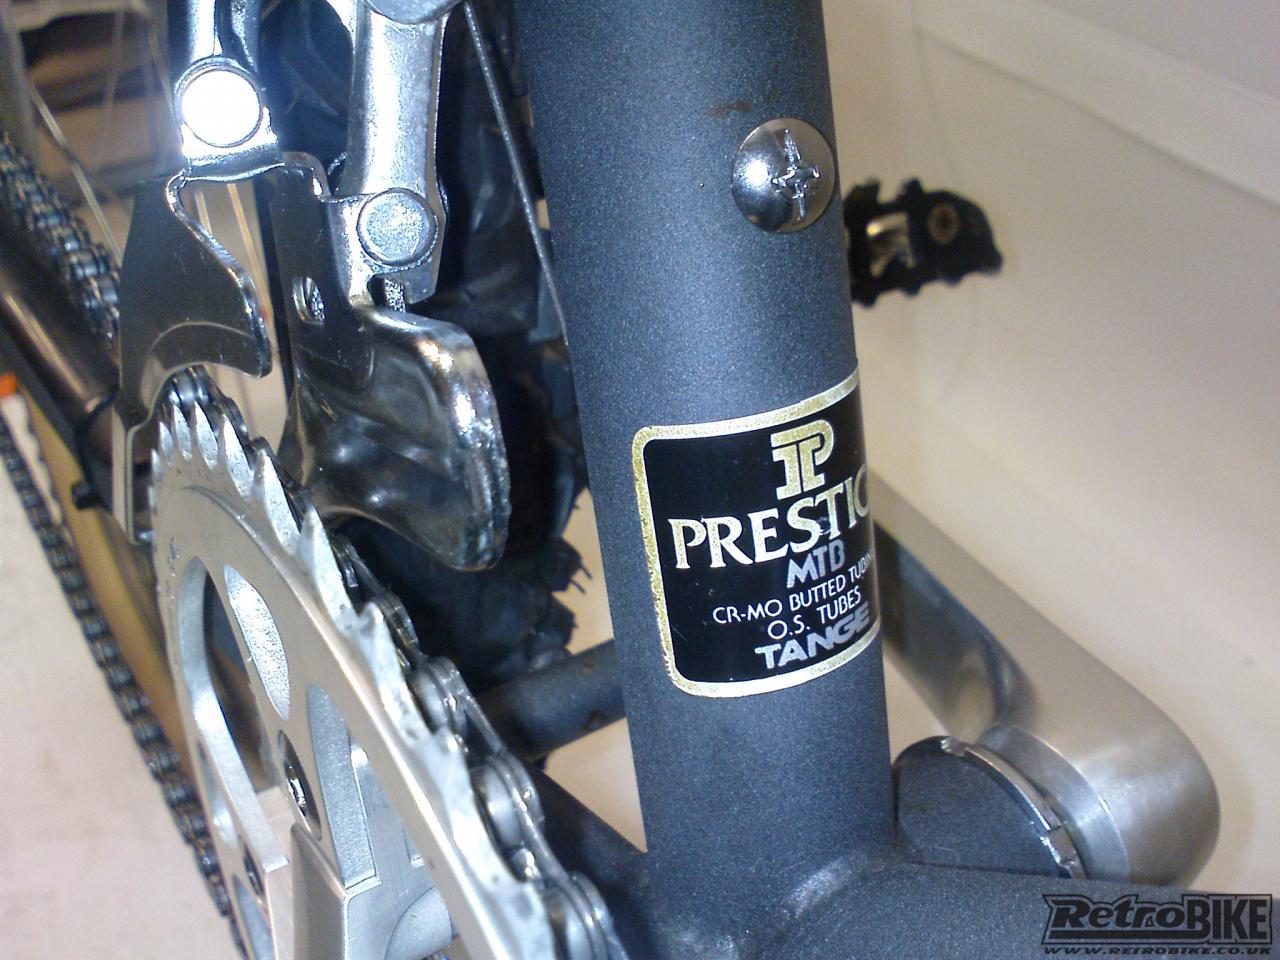 P
PRESTIG
MTB
CR-MO BUTTED TUBIN
O.S. TUBES
TANGE
RETROBIKE
WWW.RETROBIKE.CO.UK